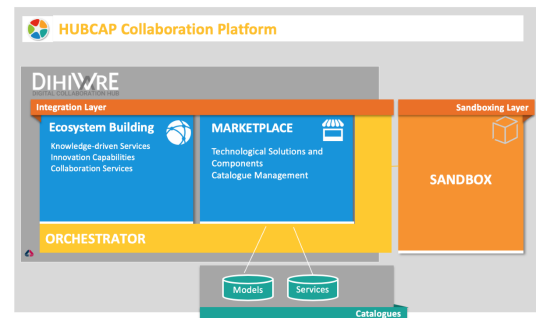 HUBCAP Collaboration Platform
DIHIWARE
DIGITAL COLLABORATION HUB
Integration Layer
Sandboxing Layer
Ecosystem Building
Knowledge-driven Services
Innovation Capabilities
Collaboration Services
MARKETPLACE
Technological Solutions and
Components
Catalogue Management
SANDBOX
ORCHESTRATOR
Models
Services
Catalogues